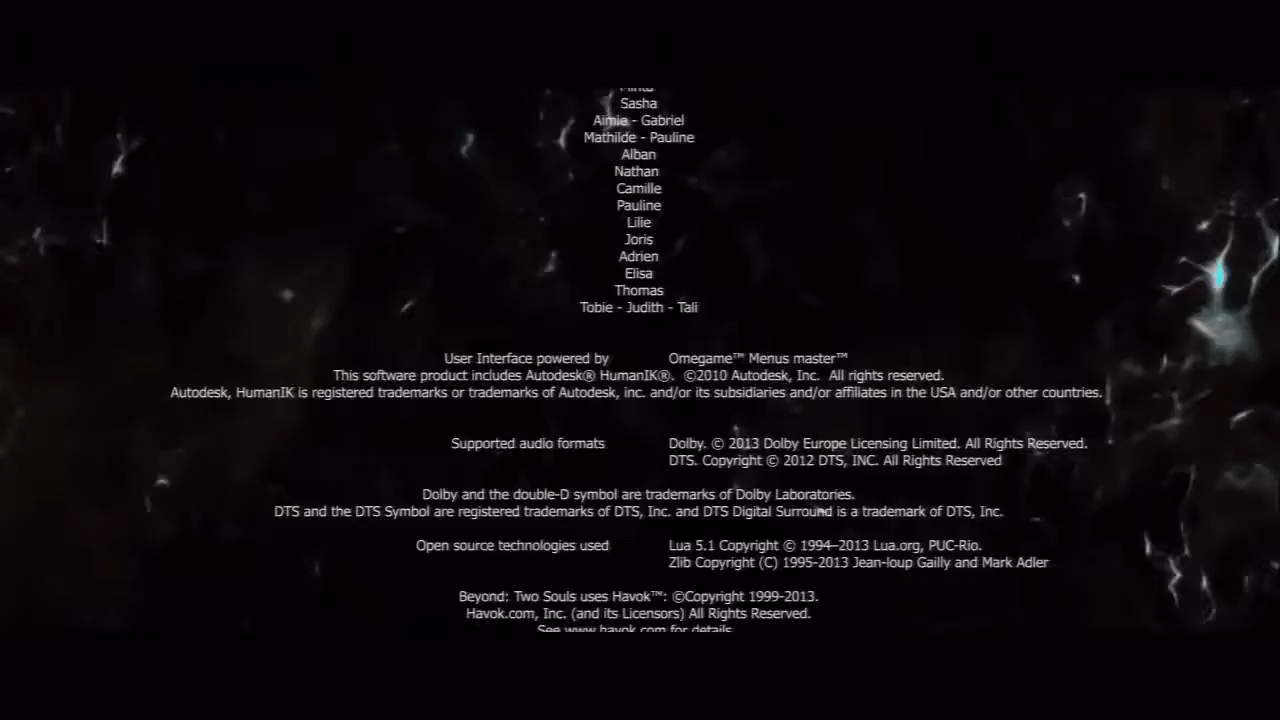 Sasha
Aimie - Gabriel
Mathilde - Pauline
Alban
Nathan
Camille
Pauline
Lilie
Joris
Adrien
Elisa
Thomas
Tobie - Judith - Tali
User Interface powered by Omegame™ Menus master™
This software product includes Autodesk® HumanIK®. ©2010 Autodesk, Inc. All rights reserved.
Autodesk, HumanIK is registered trademarks or trademarks of Autodesk, inc. and/or its subsidiaries and/or affiliates in the USA and/or other countries.
Supported audio formats Dolby. © 2013 Dolby Europe Licensing Limited. All Rights Reserved.
DTS. Copyright © 2012 DTS, INC. All Rights Reserved
Dolby and the double-D symbol are trademarks of Dolby Laboratories.
DTS and the DTS Symbol are registered trademarks of DTS, Inc. and DTS Digital Surround is a trademark of DTS, Inc.
Open source technologies used Lua 5.1 Copyright © 1994–2013 Lua.org, PUC-Rio.
Zlib Copyright (C) 1995-2013 Jean-loup Gailly and Mark Adler
Beyond: Two Souls uses Havok™: ©Copyright 1999-2013.
Havok.com, Inc. (and its Licensors) All Rights Reserved.
See www.havok.com for details